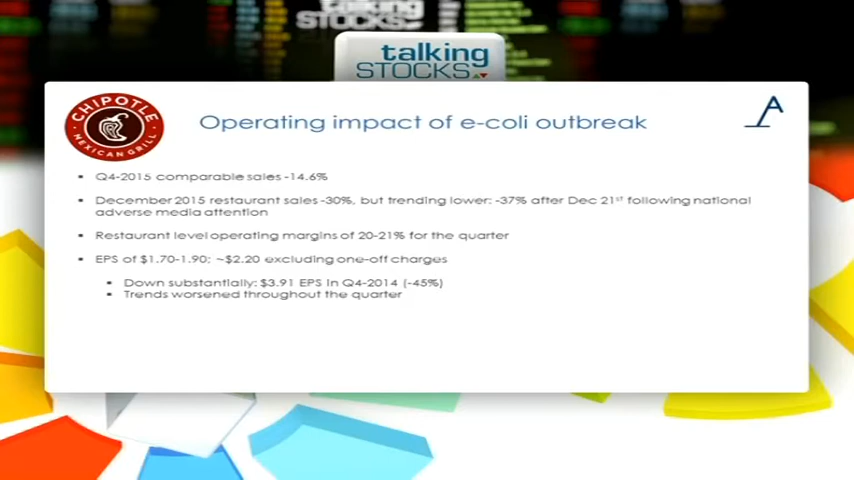 talking
STOCKS
talking
STOCKS
CHIPOTLE
MEXICAN GRILL
Operating impact of e-coli outbreak
A
▪ Q4-2015 comparable sales -14.6%
▪ December 2015 restaurant sales -30%, but trending lower: -37% after Dec 21st following national
adverse media attention
▪ Restaurant level operating margins of 20-21% for the quarter
▪ EPS of $1.70-1.90; ~$2.20 excluding one-off charges
▪ Down substantially: $3.91 EPS in Q4-2014 (-45%)
▪ Trends worsened throughout the quarter